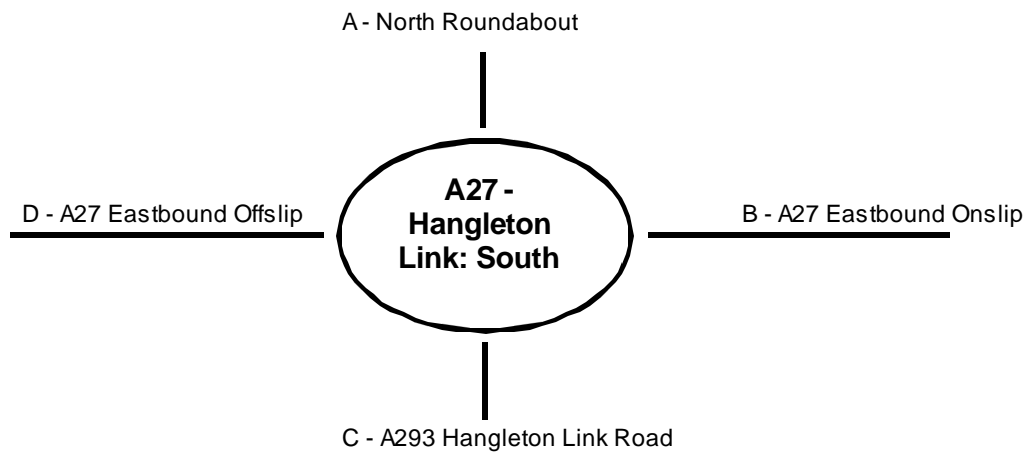 A - North Roundabout
A27 -
Hangleton
Link: South
D - A27 Eastbound Offslip
B - A27 Eastbound Onslip
C - A293 Hangleton Link Road